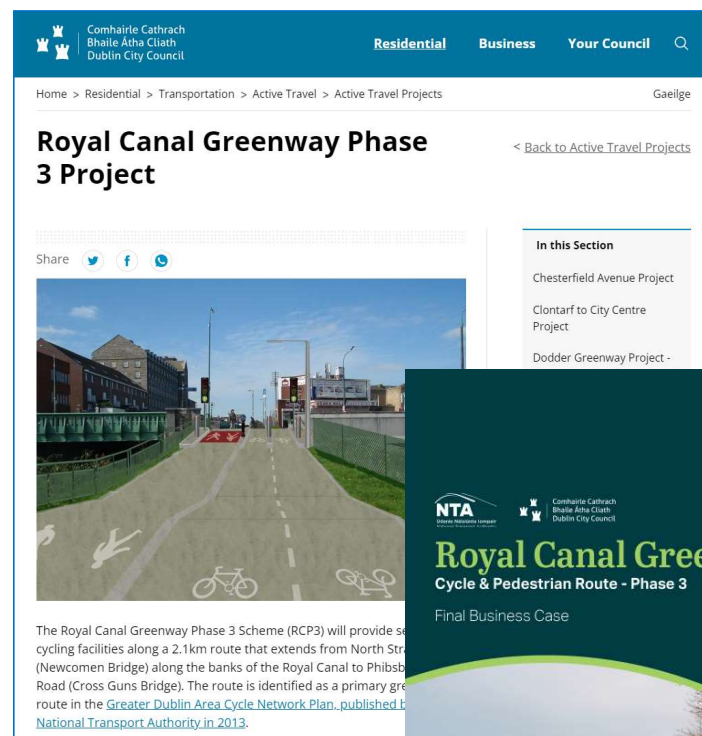 Comhairle Cathrach
Bhaile Átha Cliath
Dublin City Council
Residential
Business
Your Council
Home > Residential > Transportation > Active Travel > Active Travel Projects
Gaeilge
Royal Canal Greenway Phase
3 Project
< Back to Active Travel Projects
Share
In this Section
Chesterfield Avenue Project
Clontarf to City Centre
Project
Dodder Greenway Project -
The Royal Canal Greenway Phase 3 Scheme (RCP3) will provide
cycling facilities along a 2.1km route that extends from North
(Newcomen Bridge) along the banks of the Royal Canal to
Road (Cross Guns Bridge). The route is identified as a primary
route in the Greater Dublin Area Cycle Network Plan, published
National Transport Authority in 2013.
NTA
Comhairle Cathrach
Bhaile Átha Cliath
Dublin City Council
Royal Canal Gree
Cycle & Pedestrian Route - Phase 3
Final Business Case